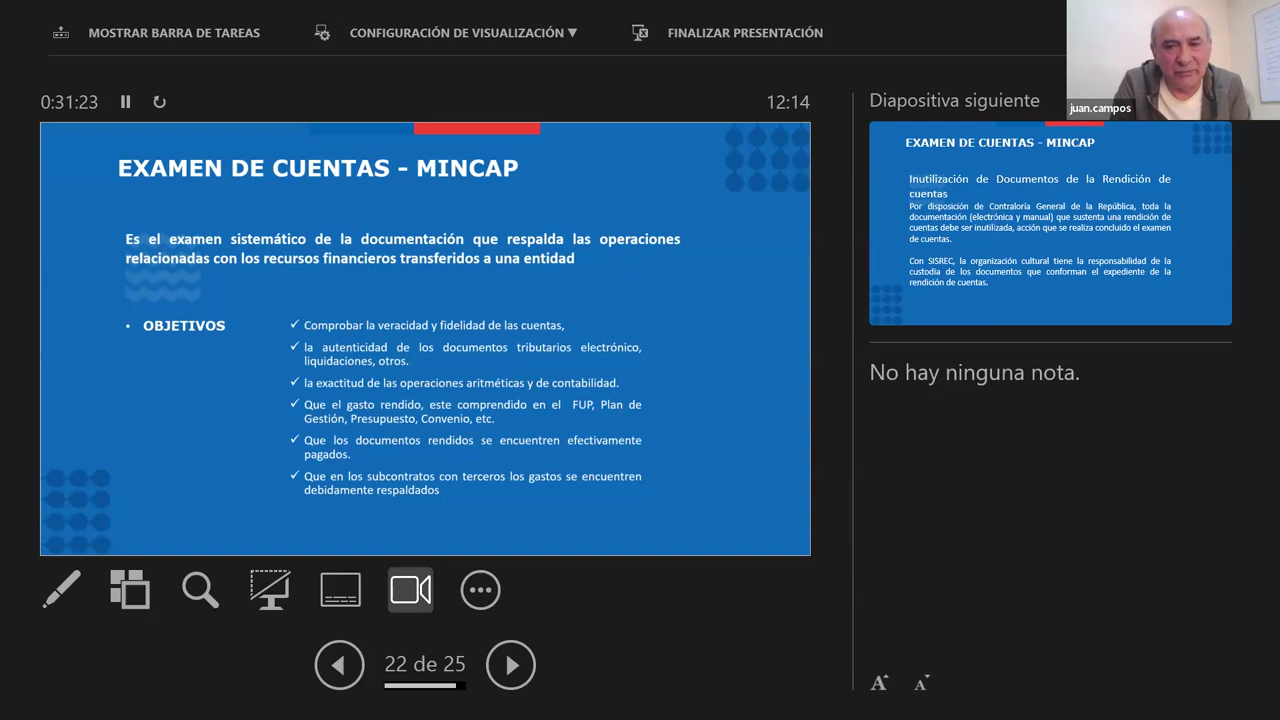 MOSTRAR BARRA DE TAREAS
CONFIGURACIÓN DE VISUALIZACIÓN ▼
FINALIZAR PRESENTACIÓN
juan.campos
0:31:23
12:14
Diapositiva siguiente
EXAMEN DE CUENTAS - MINCAP
Es el examen sistemático de la documentación que respalda las operaciones
relacionadas con los recursos financieros transferidos a una entidad
• OBJETIVOS
✓ Comprobar la veracidad y fidelidad de las cuentas,
✓ la autenticidad de los documentos tributarios electrónico,
liquidaciones, otros.
✓ la exactitud de las operaciones aritméticas y de contabilidad.
✓ Que el gasto rendido, este comprendido en el FUP, Plan de
Gestión, Presupuesto, Convenio, etc.
✓ Que los documentos rendidos se encuentren efectivamente
pagados.
✓ Que en los subcontratos con terceros los gastos se encuentren
debidamente respaldados
EXAMEN DE CUENTAS - MINCAP
Inutilización de Documentos de la Rendición de
cuentas
Por disposición de Contraloría General de la República, toda la
documentación (electrónica y manual) que sustenta una rendición de
cuentas debe ser inutilizada, acción que se realiza concluido el examen
de cuentas.
Con SISREC, la organización cultural tiene la responsabilidad de la
custodia de los documentos que conforman el expediente de la
rendición de cuentas.
No hay ninguna nota.
22 de 25
A A